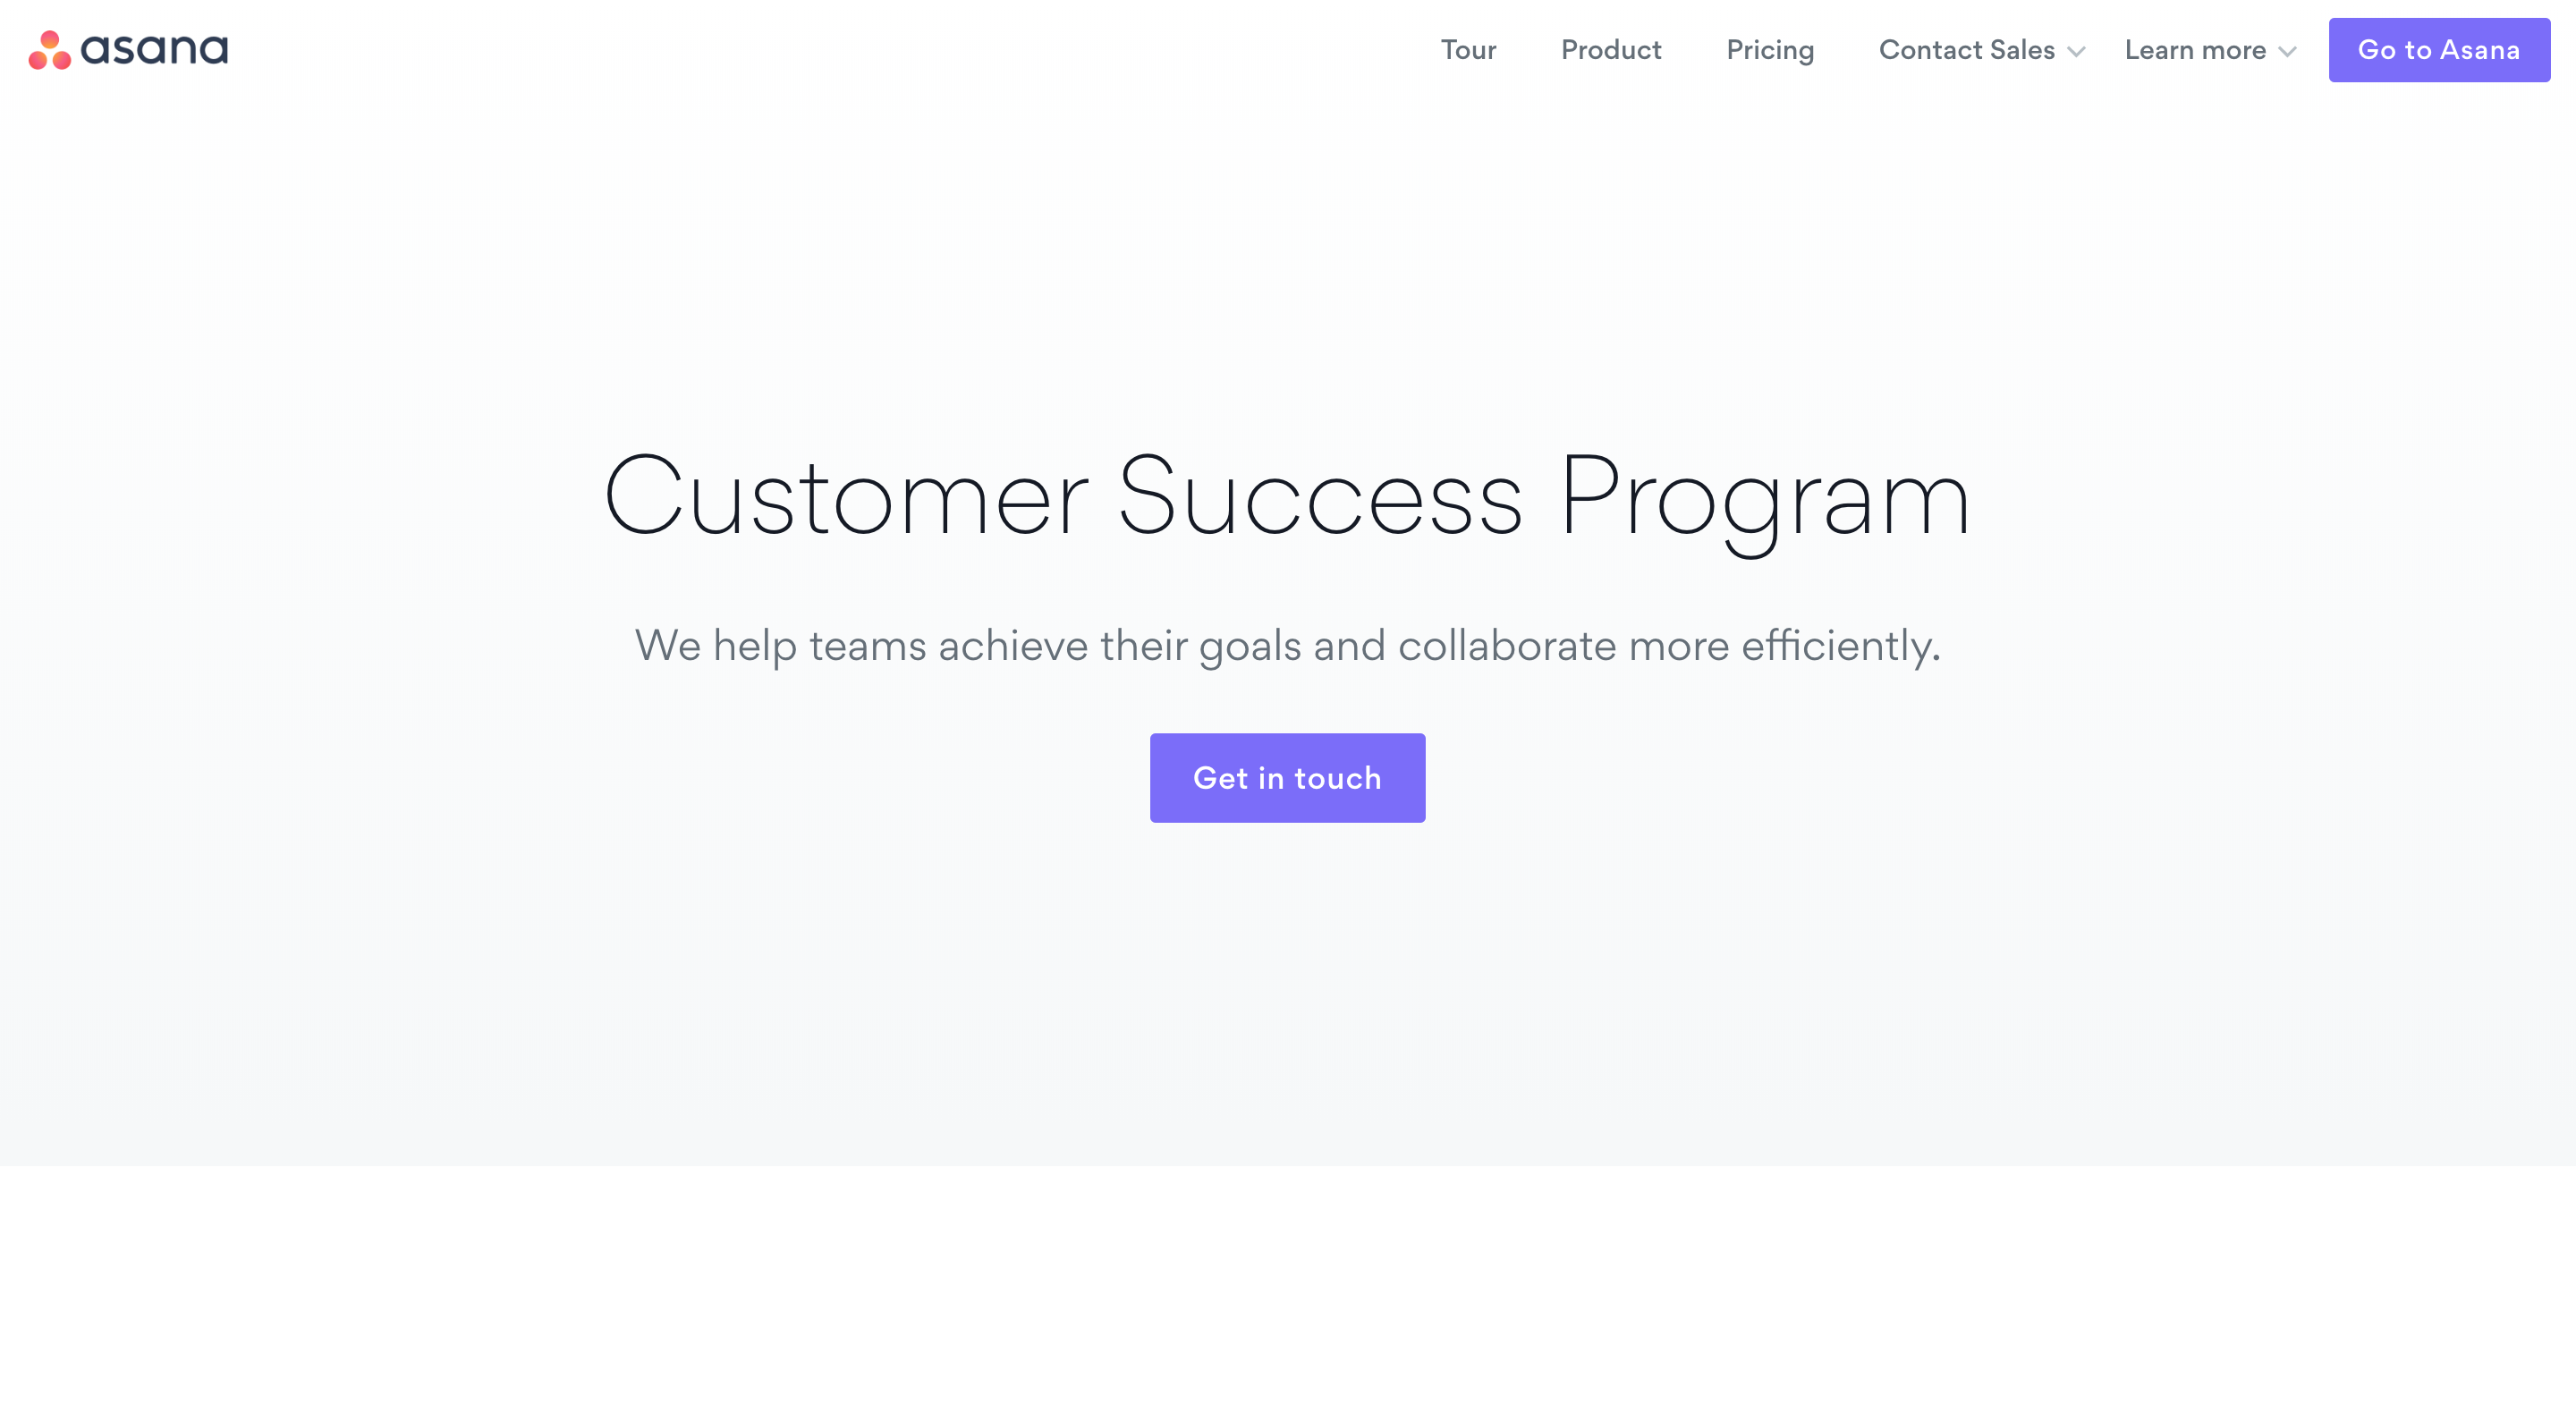 asana
Tour Product Pricing Contact Sales Learn more Go to Asana
Customer Success Program
We help teams achieve their goals and collaborate more efficiently.
Get in touch